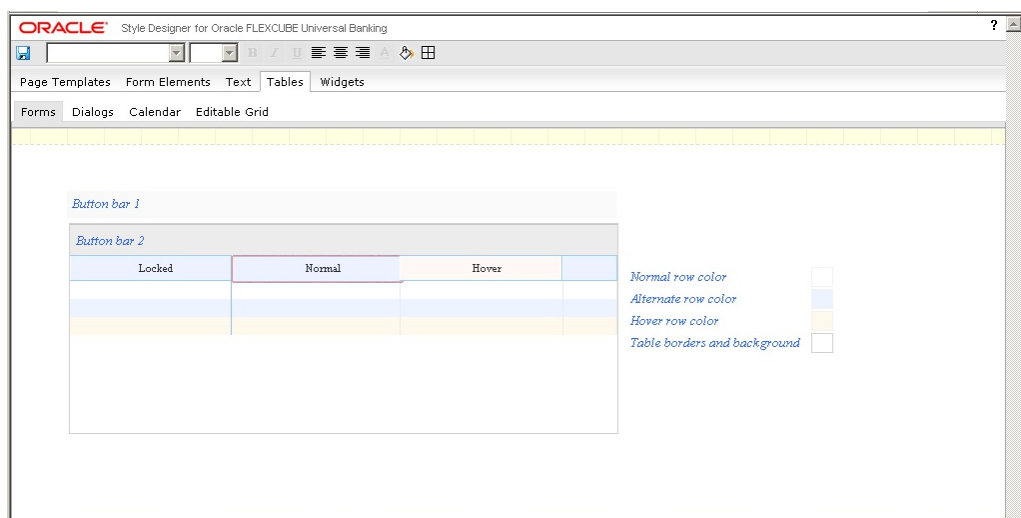 ORACLE® Style Designer for Oracle FLEXCUBE Universal Banking ?
B I U A
Page Templates Form Elements Text Tables Widgets
Forms Dialogs Calendar Editable Grid
Button bar 1
Button bar 2
Locked Normal Hover
Normal row color
Alternate row color
Hover row color
Table borders and background